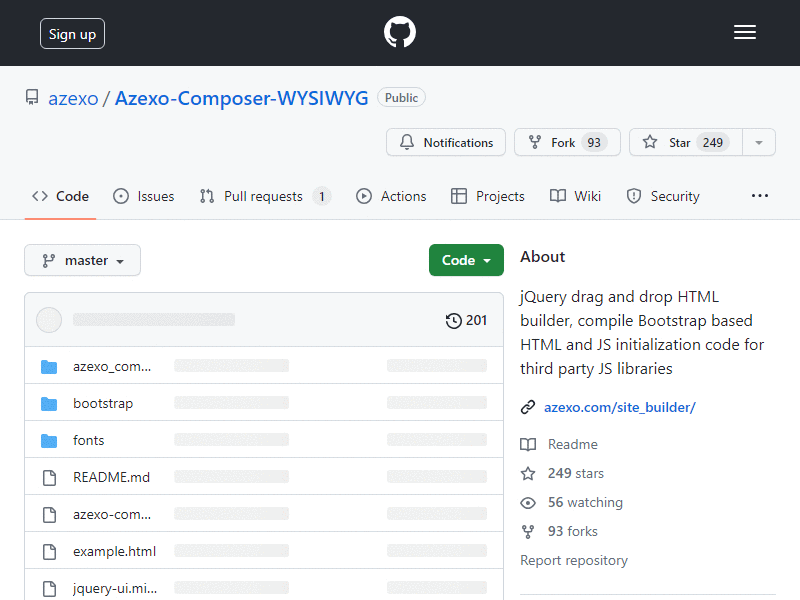 Sign up
azexo / Azexo-Composer-WYSIWYG Public
Notifications Fork 93 Star 249
Code Issues Pull requests 1 Actions Projects Wiki Security
master Code
201
azexo_com...
bootstrap
fonts
README.md
azexo-com...
example.html
jquery-ui.mi...
About
jQuery drag and drop HTML
builder, compile Bootstrap based
HTML and JS initialization code for
third party JS libraries
azexo.com/site_builder/
Readme
249 stars
56 watching
93 forks
Report repository